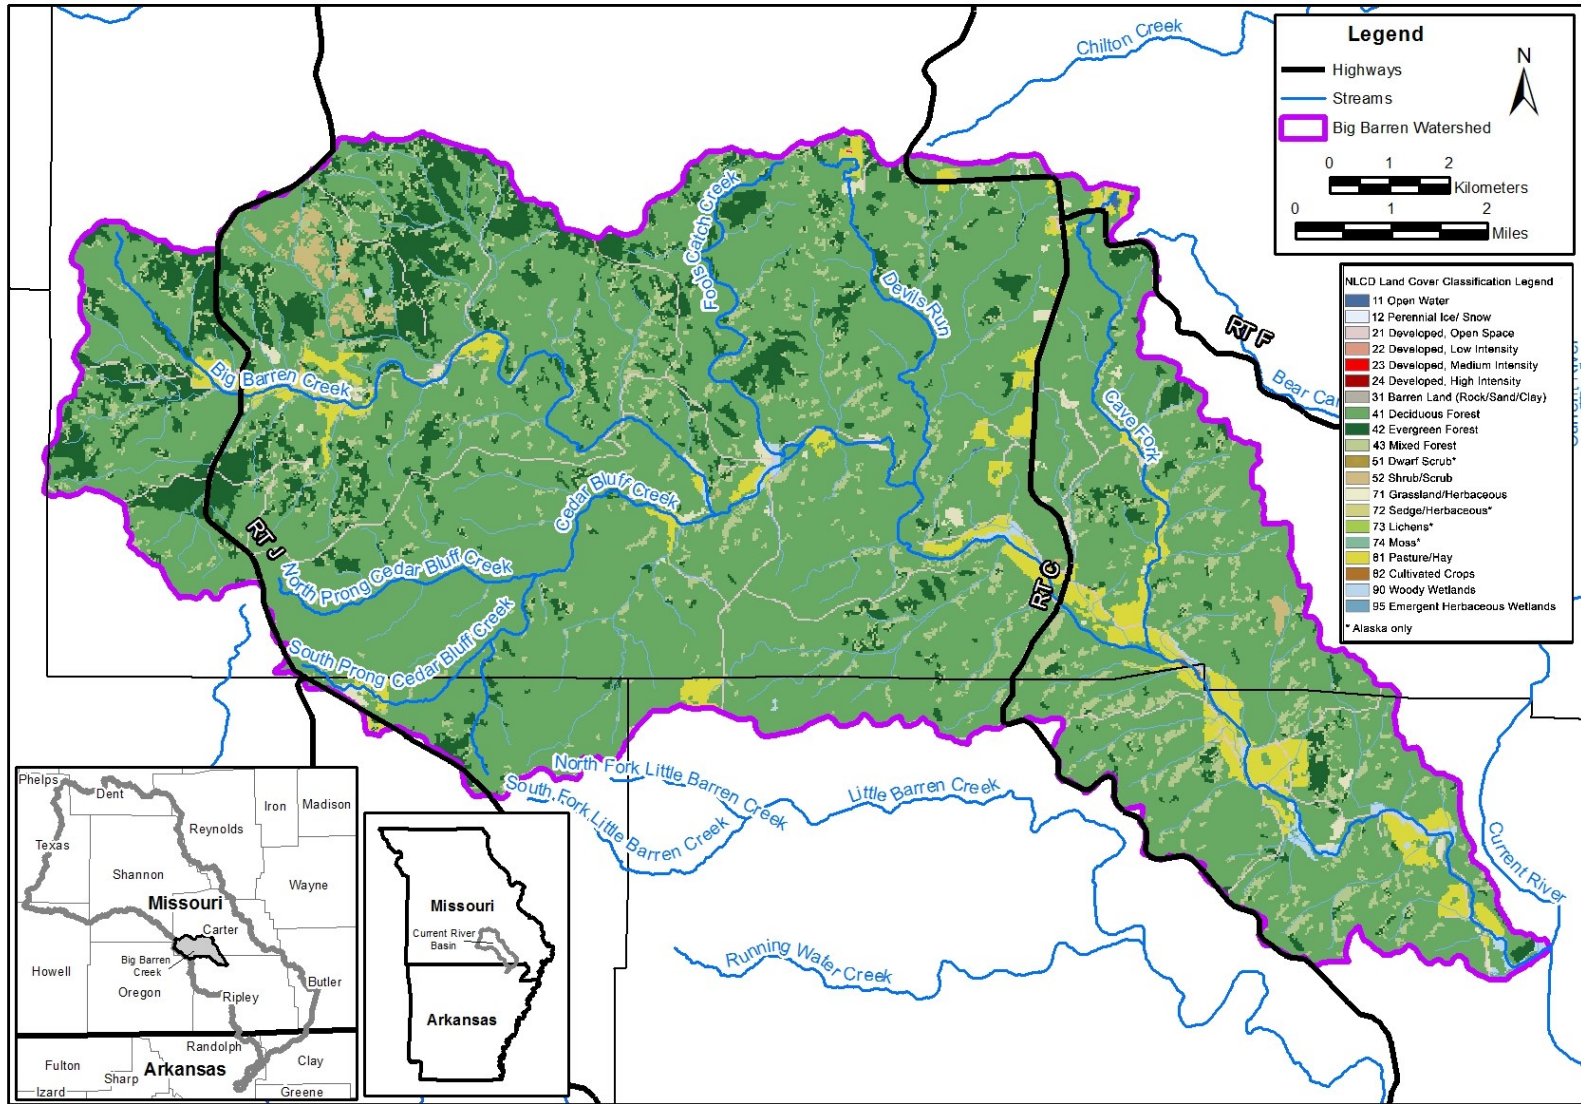 Chilton Creek
Legend
Highways
Streams
Big Barren Watershed
N
0 1 2
Kilometers
0 1 2
Miles
NLCD Land Cover Classification Legend
11 Open Water
12 Perennial Ice/ Snow
21 Developed, Open Space
22 Developed, Low Intensity
23 Developed, Medium Intensity
24 Developed, High Intensity
31 Barren Land (Rock/Sand/Clay)
41 Deciduous Forest
42 Evergreen Forest
43 Mixed Forest
51 Dwarf Scrub*
52 Shrub/Scrub
71 Grassland/Herbaceous
72 Sedge/Herbaceous*
73 Lichens*
74 Moss*
81 Pasture/Hay
82 Cultivated Crops
90 Woody Wetlands
95 Emergent Herbaceous Wetlands
* Alaska only
Fools Catch Creek
Devils Run
RT F
Bear Ca
Big Barren Creek
Cave Fork
Cedar Bluff Creek
RT J
North Prong Cedar Bluff Creek
RT C
South Prong Cedar Bluff Creek
North Fork Little Barren Creek
South Fork Little Barren Creek
Little Barren Creek
Current River
Running Water Creek
Phelps
Dent
Iron
Madison
Texas
Reynolds
Shannon
Wayne
Missouri
Carter
Big Barren
Creek
Howell
Oregon
Ripley
Butler
Randolph
Fulton
Arkansas
Clay
Sharp
Izard
Greene
Missouri
Current River
Basin
Arkansas